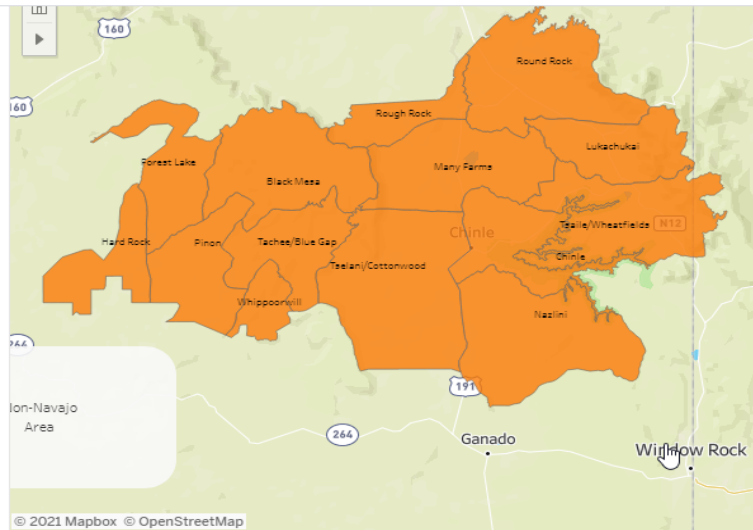 160
Round Rock
160
Rough Rock
Lukachukai
Forest Lake
Many Farms
Black Mesa
Tsaile/Wheatfields
N12
Chinle
Hard Rock
Pinon
Tachee/Blue Gap
Chinle
Tselani/Cottonwood
Whippoorwill
Nazlini
264
191
Non-Navajo
Area
264
Ganado
Window Rock
© 2021 Mapbox © OpenStreetMap